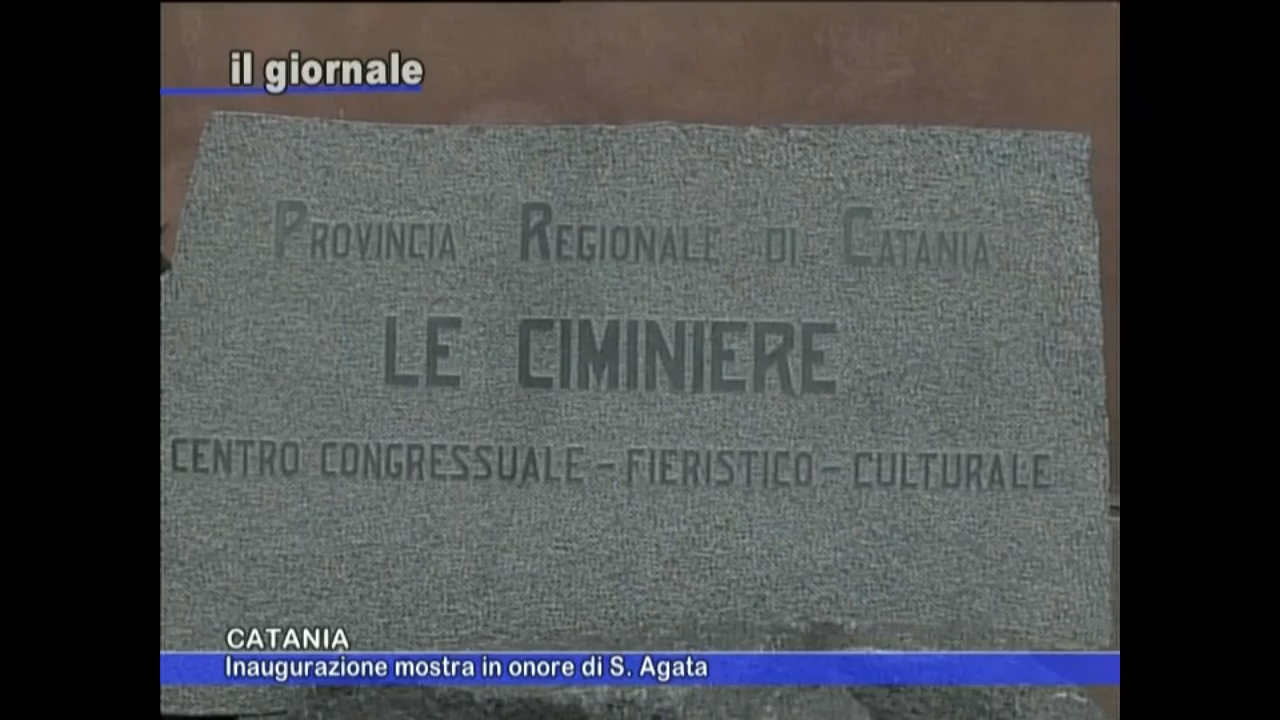 il giornale
PROVINCIA REGIONALE DI CATANIA
LE CIMINIERE
CENTRO CONGRESSUALE - FIERISTICO - CULTURALE
CATANIA
Inaugurazione mostra in onore di S. Agata